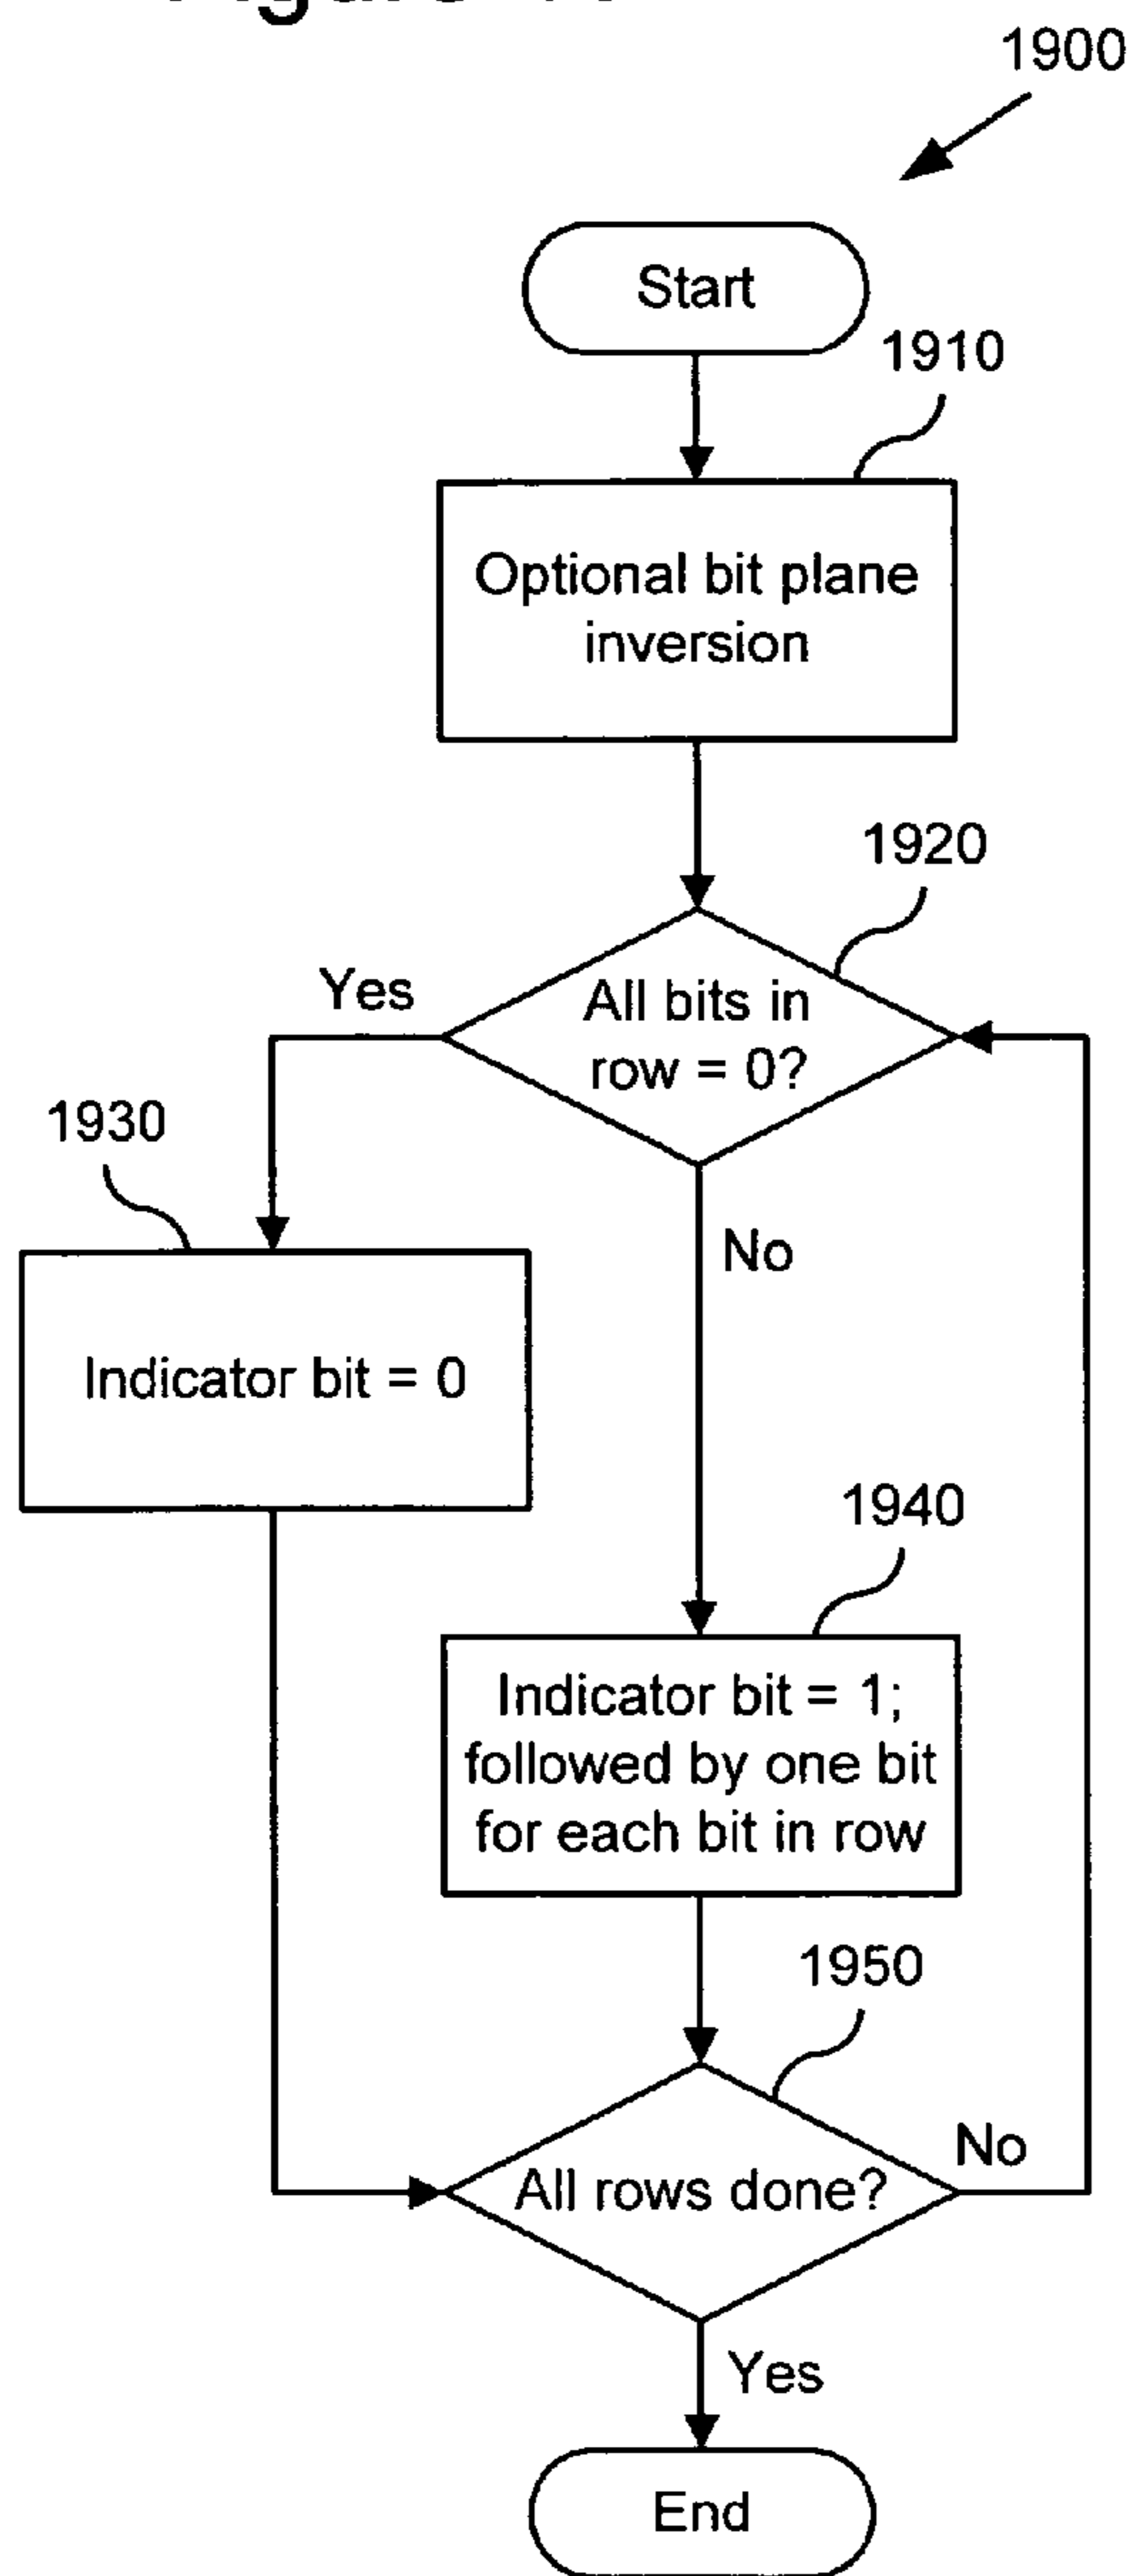 1900
Start
1910
Optional bit plane
inversion
1920
Yes
All bits in
row = 0?
1930
No
Indicator bit = 0
1940
Indicator bit = 1;
followed by one bit
for each bit in row
1950
No
All rows done?
Yes
End